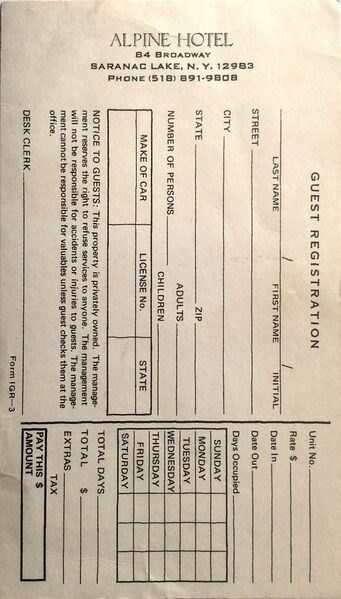 ALPINE HOTEL
84 BROADWAY
SARANAC LAKE, N. Y. 12983
PHONE (518) 891-9808
GUEST REGISTRATION
LAST NAME / FIRST NAME / INITIAL
STREET
CITY
STATE ZIP
NUMBER OF PERSONS ADULTS
CHILDREN
MAKE OF CAR LICENSE No. STATE
NOTICE TO GUESTS: This property is privately owned. The manage-
ment reserves the right to refuse services to anyone. The management
will not be responsible for accidents or injuries to guests. The manage-
ment cannot be responsible for valuables unless guest checks them at the
office.
DESK CLERK
Form IGR—3
Unit No.
Rate $
Date In
Date Out
Days Occupied
SUNDAY
MONDAY
TUESDAY
WEDNESDAY
THURSDAY
FRIDAY
SATURDAY
TOTAL DAYS
TOTAL $
EXTRAS
TAX
PAY THIS $
AMOUNT